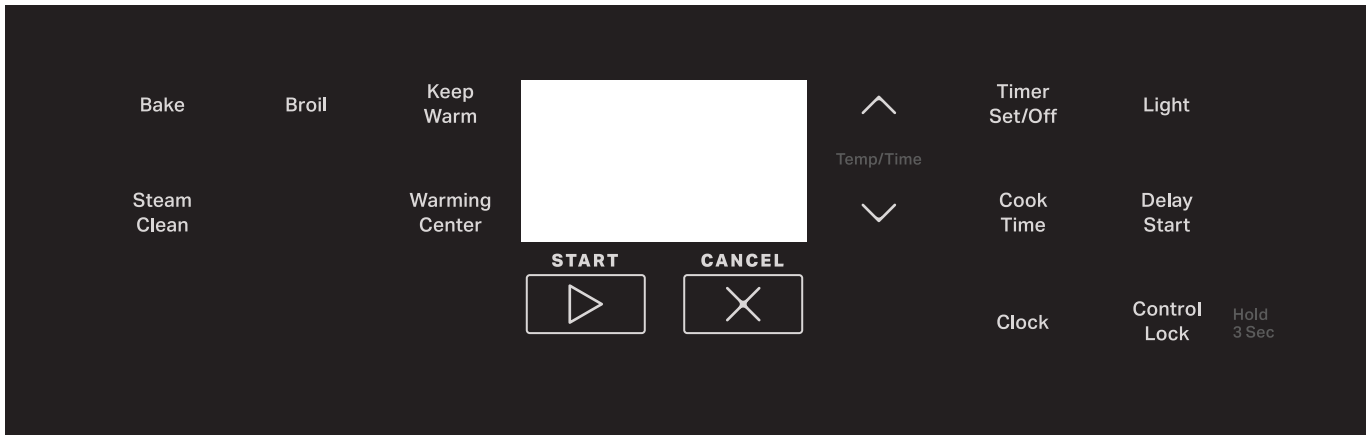 Bake
Broil
Keep
Warm
Timer
Set/Off
Light
Temp/Time
Steam
Clean
Warming
Center
Cook
Time
Delay
Start
START
CANCEL
Clock
Control
Lock
Hold
3 Sec